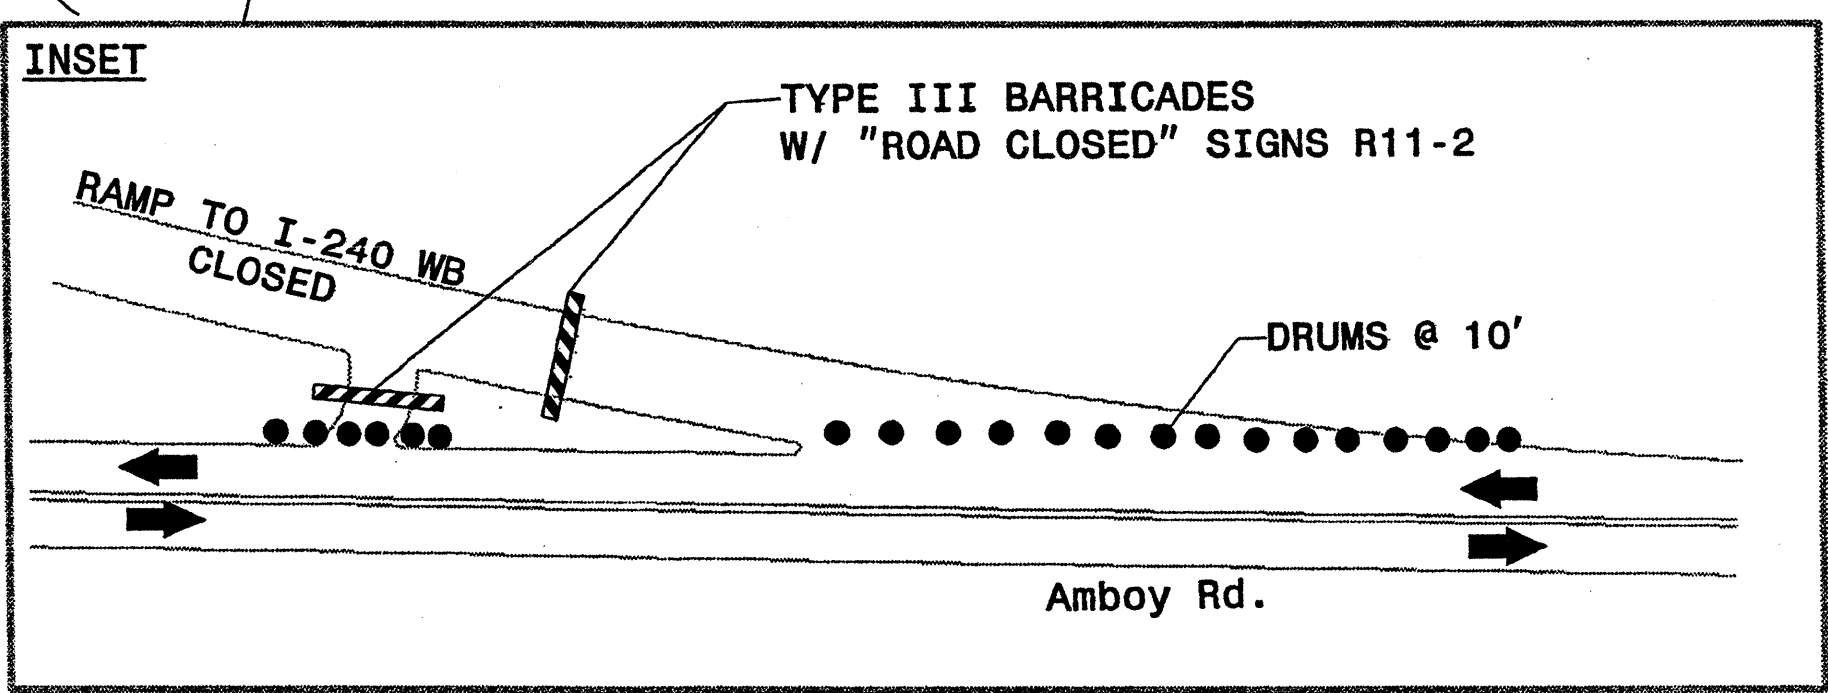 INSET
TYPE III BARRICADES
W/ "ROAD CLOSED" SIGNS R11-2
RAMP TO I-240 WB
CLOSED
DRUMS @ 10'
Amboy Rd.